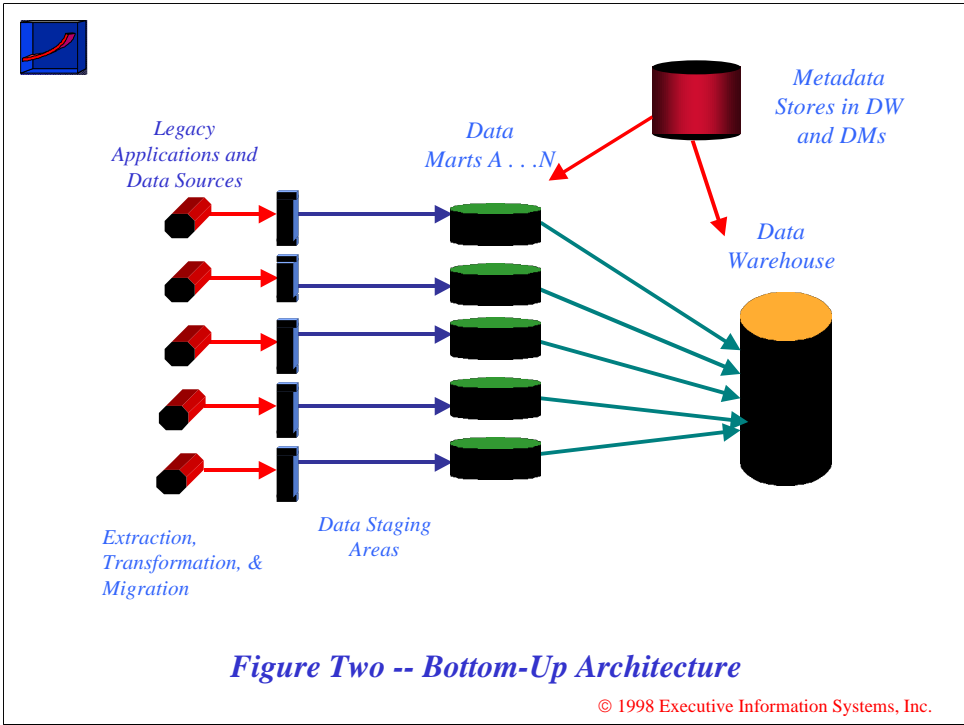 Metadata
Stores in DW
and DMs
Legacy
Applications and
Data Sources
Data
Marts A . . .N
Data
Warehouse
Extraction,
Transformation, &
Migration
Data Staging
Areas
Figure Two -- Bottom-Up Architecture
© 1998 Executive Information Systems, Inc.